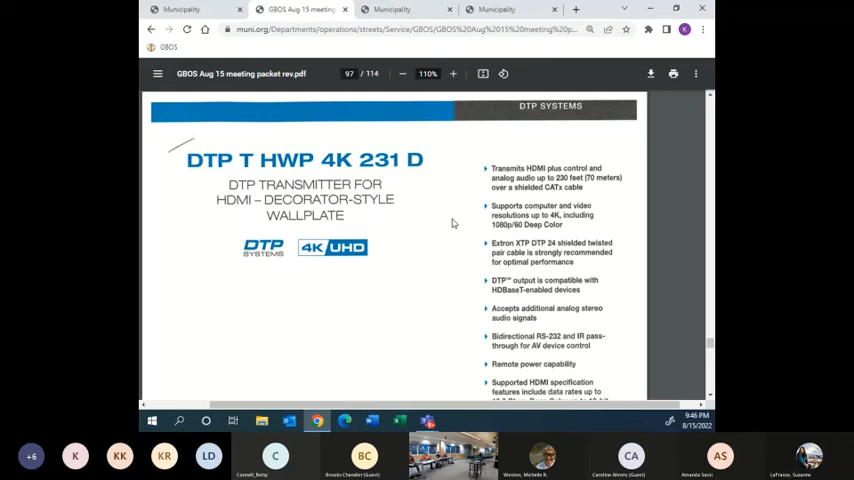 Municipality
GBOS Aug 15 meeting
Municipality
Municipality
muni.org/Departments/operations/streets/Service/GBOS/GBOS%20Aug%2015%20meeting%20p...
K
GBOS
GBOS Aug 15 meeting packet rev.pdf
97 / 114
110%
DTP SYSTEMS
DTP T HWP 4K 231 D
DTP TRANSMITTER FOR
HDMI – DECORATOR-STYLE
WALLPLATE
DTP
SYSTEMS
4K UHD
Transmits HDMI plus control and
analog audio up to 230 feet (70 meters)
over a shielded CATx cable
Supports computer and video
resolutions up to 4K, including
1080p/60 Deep Color
Extron XTP DTP 24 shielded twisted
pair cable is strongly recommended
for optimal performance
DTP™ output is compatible with
HDBaseT-enabled devices
Accepts additional analog stereo
audio signals
Bidirectional RS-232 and IR pass-
through for AV device control
Remote power capability
Supported HDMI specification
features include data rates up to
9:46 PM
8/15/2022
+6
K
KK
KR
LD
C
Connell, Betsy
BC
Brooks Chandler (Guest)
Weston, Michelle R.
CA
Caroline Ahrens (Guest)
AS
Amanda Sassi
LaFrance, Suzanne